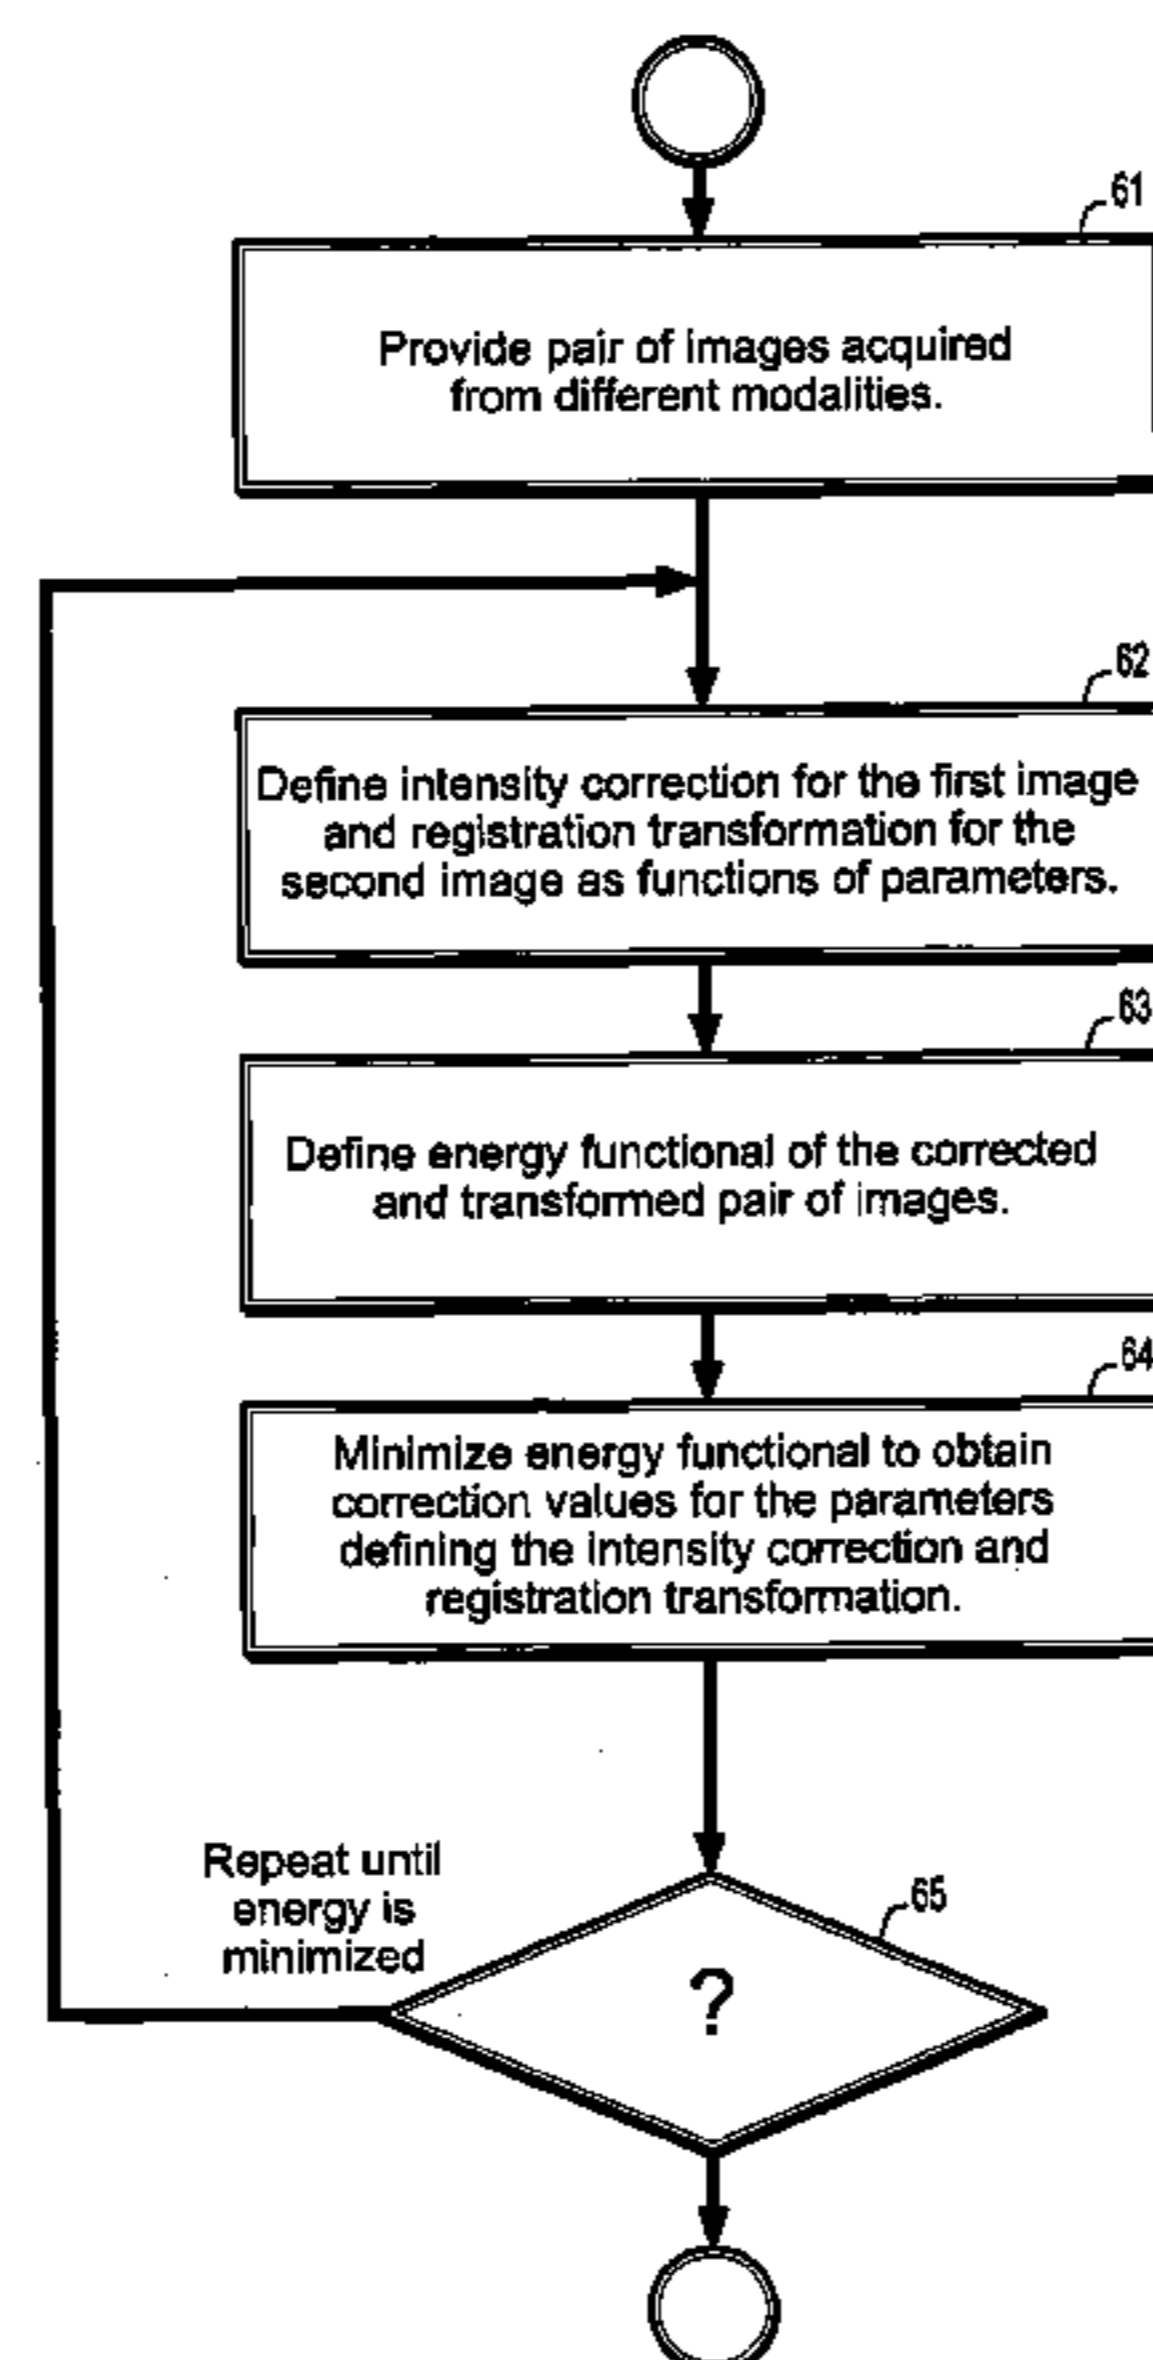 61
Provide pair of images acquired
from different modalities.
62
Define intensity correction for the first image
and registration transformation for the
second image as functions of parameters.
63
Define energy functional of the corrected
and transformed pair of images.
64
Minimize energy functional to obtain
correction values for the parameters
defining the intensity correction and
registration transformation.
Repeat until
energy is
minimized
65
?